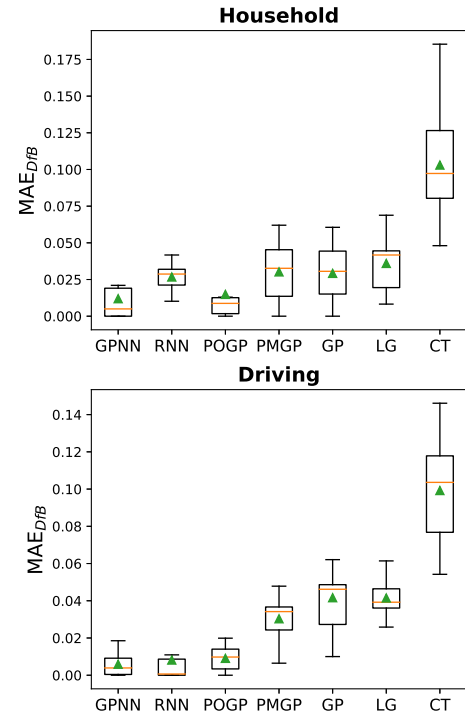 Household
MAE_DfB
0.175
0.150
0.125
0.100
0.075
0.050
0.025
0.000
GPNN RNN POGP PMGP GP LG CT
Driving
MAE_DfB
0.14
0.12
0.10
0.08
0.06
0.04
0.02
0.00
GPNN RNN POGP PMGP GP LG CT